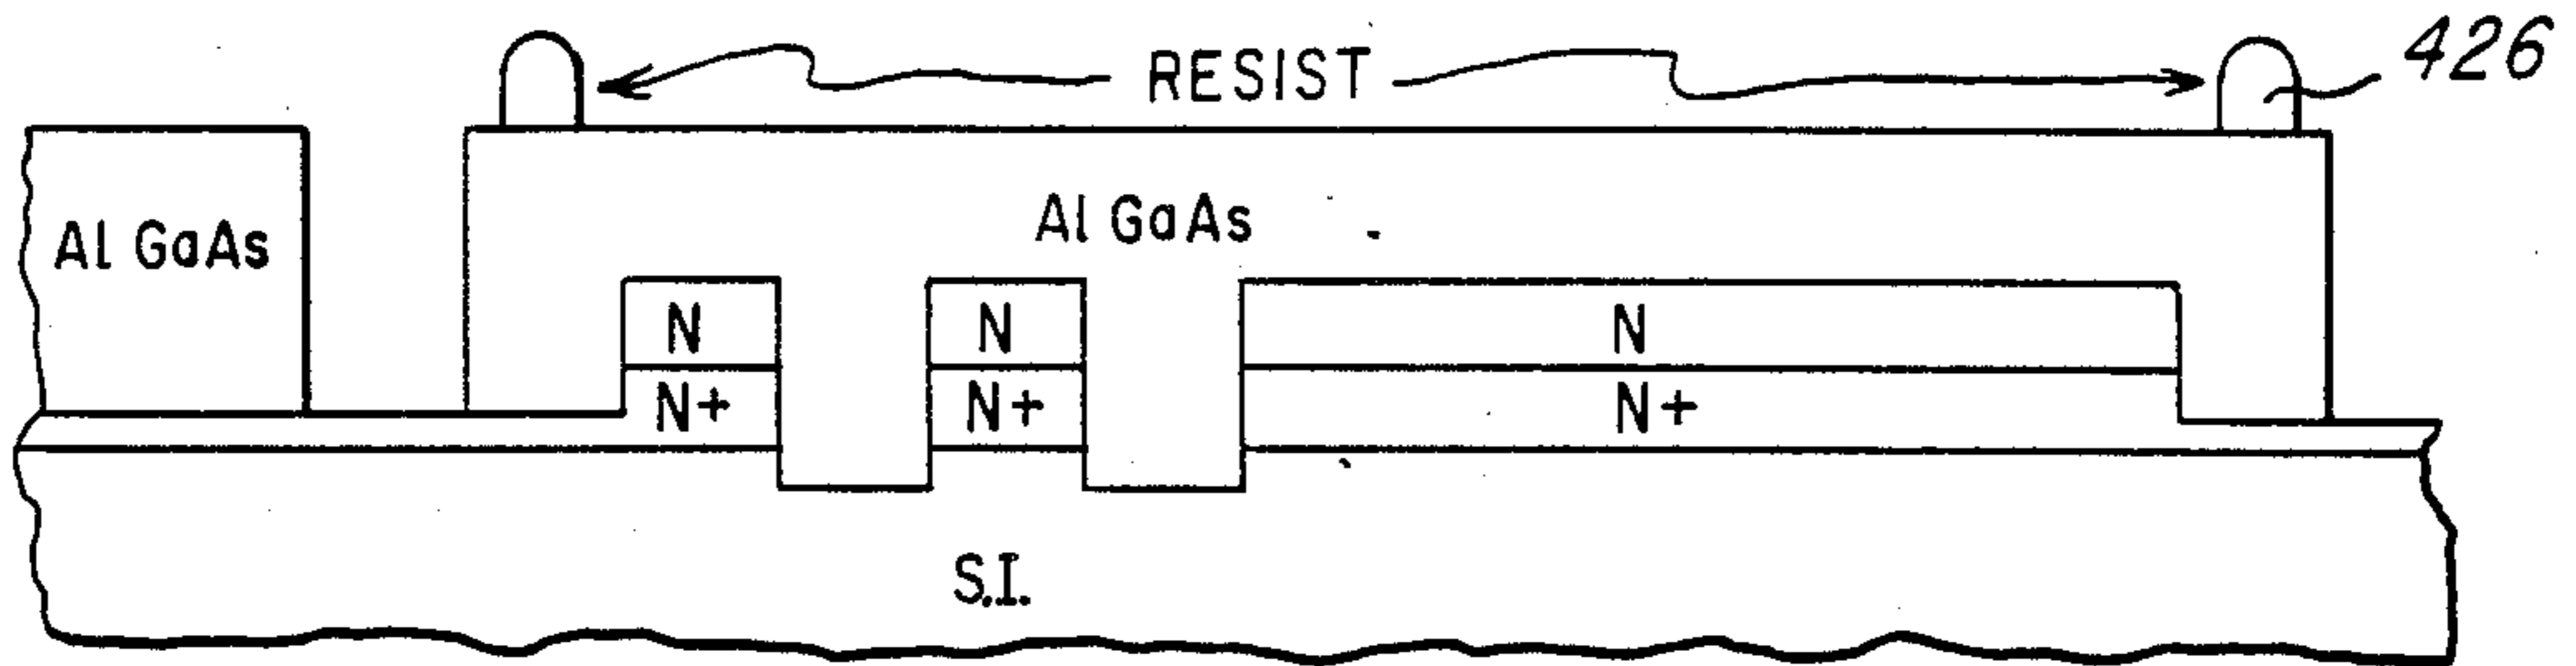 RESIST 426
Al GaAs Al GaAs
N N N
N+ N+ N+
S.I.